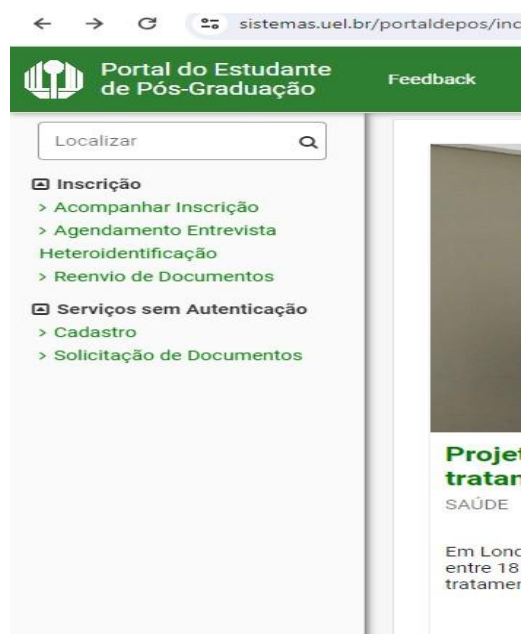 sistemas.uel.br/portaldepos/inc
Portal do Estudante
de Pós-Graduação
Feedback
Localizar
Inscrição
> Acompanhar Inscrição
> Agendamento Entrevista
Heteroidentificação
> Reenvio de Documentos
Serviços sem Autenticação
> Cadastro
> Solicitação de Documentos
Projet
tratan
SAÚDE
Em Lond
entre 18
tratamen